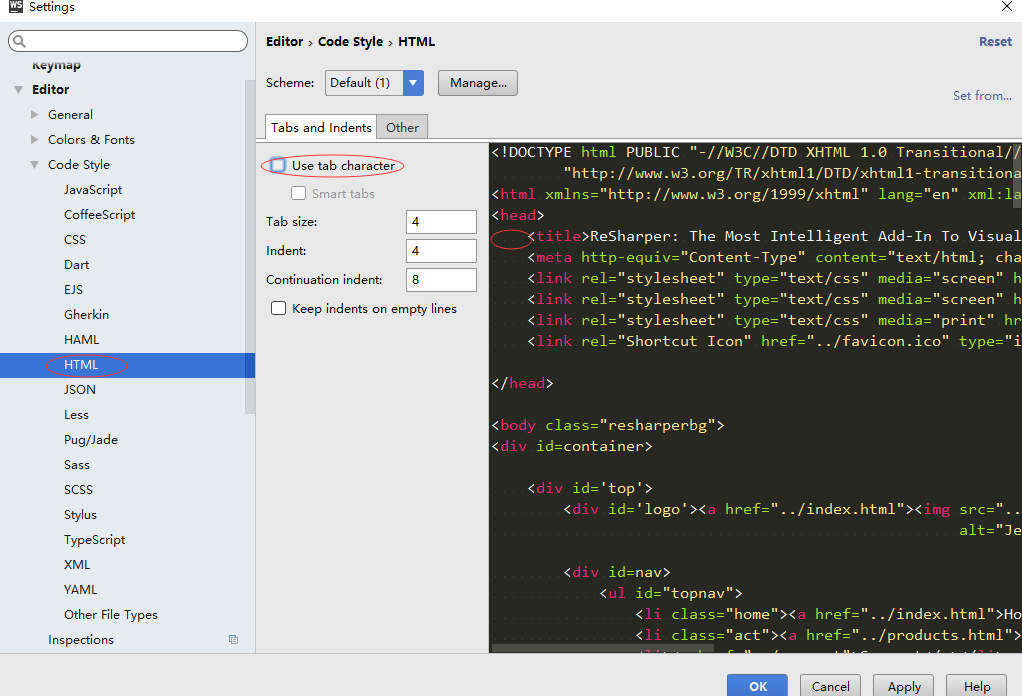 WS Settings
Keymap
Editor
General
Colors & Fonts
Code Style
JavaScript
CoffeeScript
CSS
Dart
EJS
Gherkin
HAML
HTML
JSON
Less
Pug/Jade
Sass
SCSS
Stylus
TypeScript
XML
YAML
Other File Types
Inspections
Editor › Code Style › HTML
Reset
Scheme: Default (1) Manage...
Set from...
Tabs and Indents Other
Use tab character
Smart tabs
Tab size: 4
Indent: 4
Continuation indent: 8
Keep indents on empty lines
<!DOCTYPE html PUBLIC "-//W3C//DTD XHTML 1.0 Transitional//
"http://www.w3.org/TR/xhtml1/DTD/xhtml1-transitiona
<html xmlns="http://www.w3.org/1999/xhtml" lang="en" xml:la
<head>
<title>ReSharper: The Most Intelligent Add-In To Visual
<meta http-equiv="Content-Type" content="text/html; cha
<link rel="stylesheet" type="text/css" media="screen" h
<link rel="stylesheet" type="text/css" media="screen" h
<link rel="stylesheet" type="text/css" media="print" hr
<link rel="Shortcut Icon" href="../favicon.ico" type="i
</head>
<body class="resharperbg">
<div id=container>
<div id='top'>
<div id='logo'><a href="../index.html"><img src="..
alt="Je
<div id=nav>
<ul id="topnav">
<li class="home"><a href="../index.html">Ho
<li class="act"><a href="../products.html">
OK Cancel Apply Help